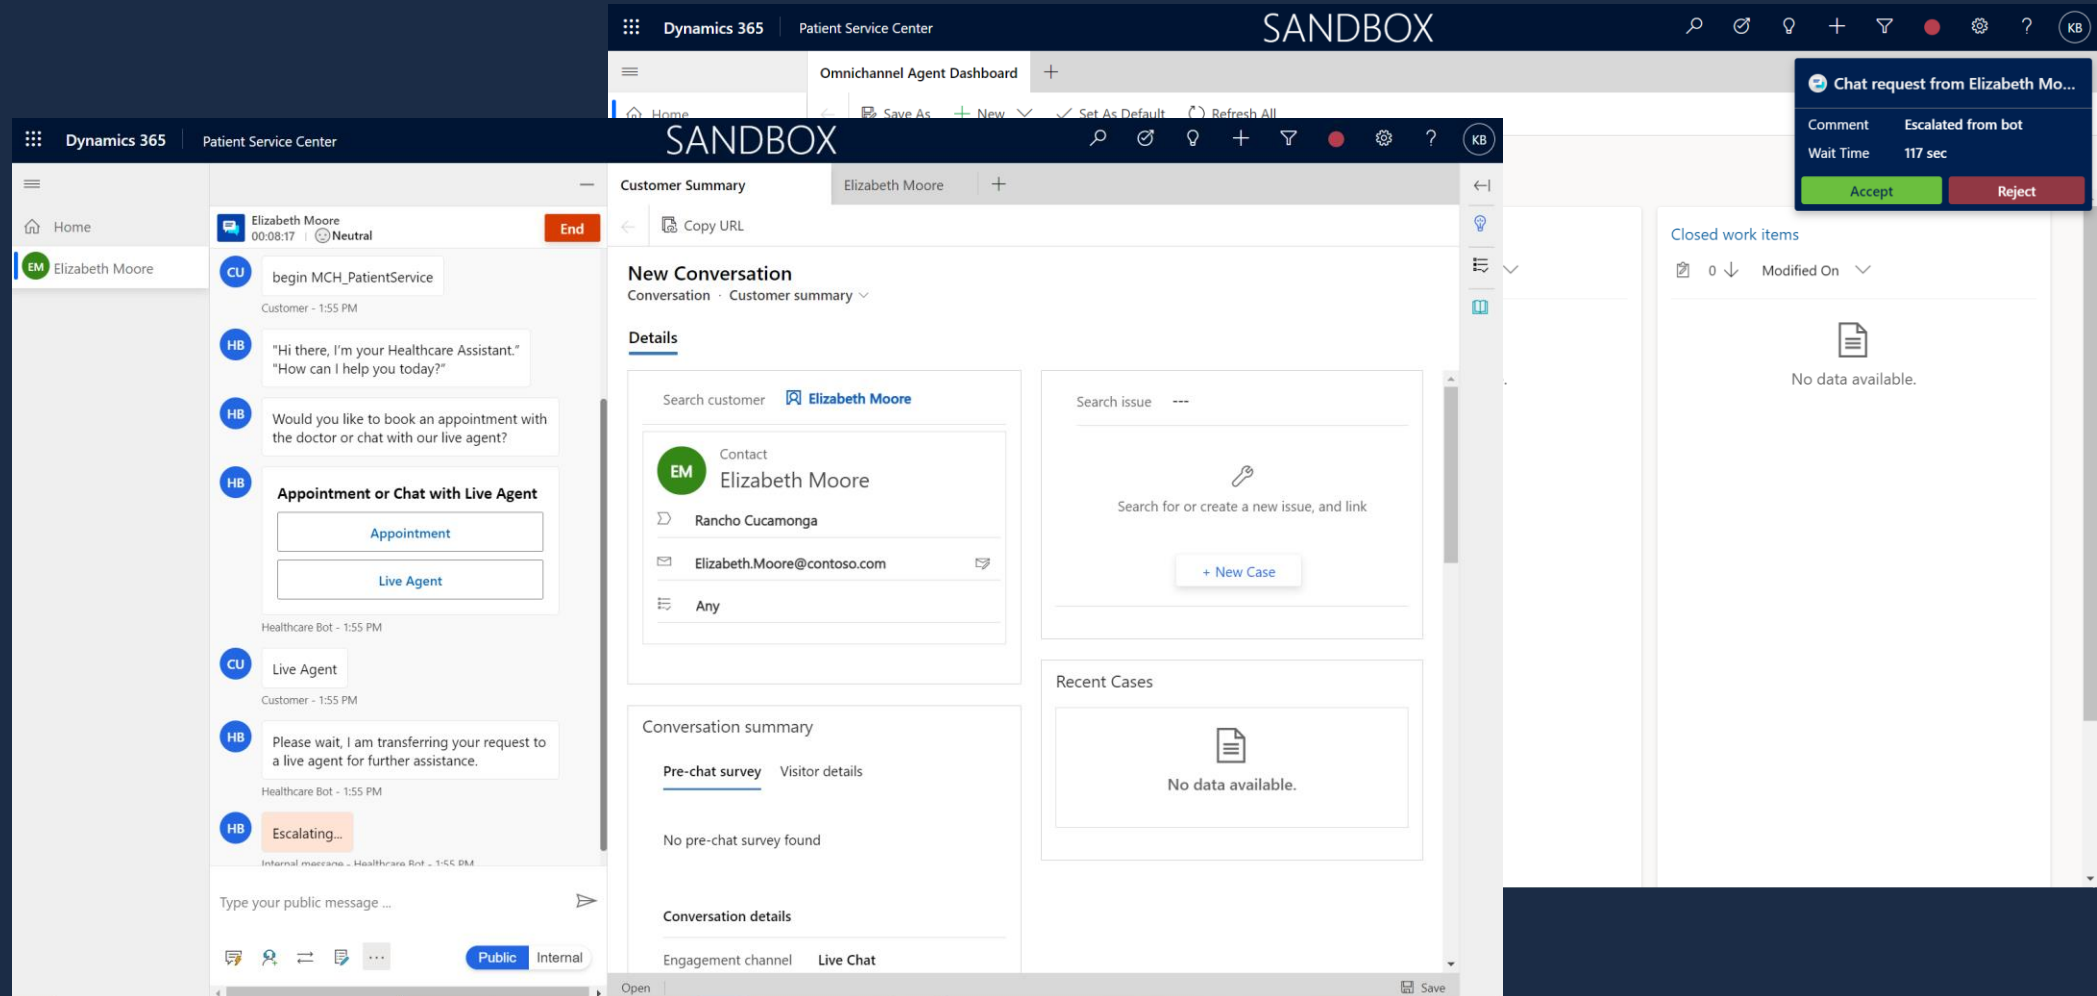 Dynamics 365
Patient Service Center
SANDBOX
KB
Omnichannel Agent Dashboard
Home
Save As
New
Set As Default
Refresh All
Chat request from Elizabeth Mo...
Comment Escalated from bot
Wait Time 117 sec
Accept
Reject
Closed work items
0
Modified On
No data available.
Dynamics 365
Patient Service Center
SANDBOX
KB
Home
EM Elizabeth Moore
Elizabeth Moore
00:08:17 | Neutral
End
CU
begin MCH_PatientService
Customer - 1:55 PM
HB
"Hi there, I'm your Healthcare Assistant."
"How can I help you today?"
HB
Would you like to book an appointment with
the doctor or chat with our live agent?
HB
Appointment or Chat with Live Agent
Appointment
Live Agent
Healthcare Bot - 1:55 PM
CU
Live Agent
Customer - 1:55 PM
HB
Please wait, I am transferring your request to
a live agent for further assistance.
Healthcare Bot - 1:55 PM
HB
Escalating...
Internal message - Healthcare Bot - 1:55 PM
Type your public message ...
Public
Internal
Customer Summary
Elizabeth Moore
Copy URL
New Conversation
Conversation · Customer summary
Details
Search customer Elizabeth Moore
EM
Contact
Elizabeth Moore
Rancho Cucamonga
Elizabeth.Moore@contoso.com
Any
Conversation summary
Pre-chat survey
Visitor details
No pre-chat survey found
Conversation details
Engagement channel Live Chat
Search issue ---
Search for or create a new issue, and link
+ New Case
Recent Cases
No data available.
Open
Save